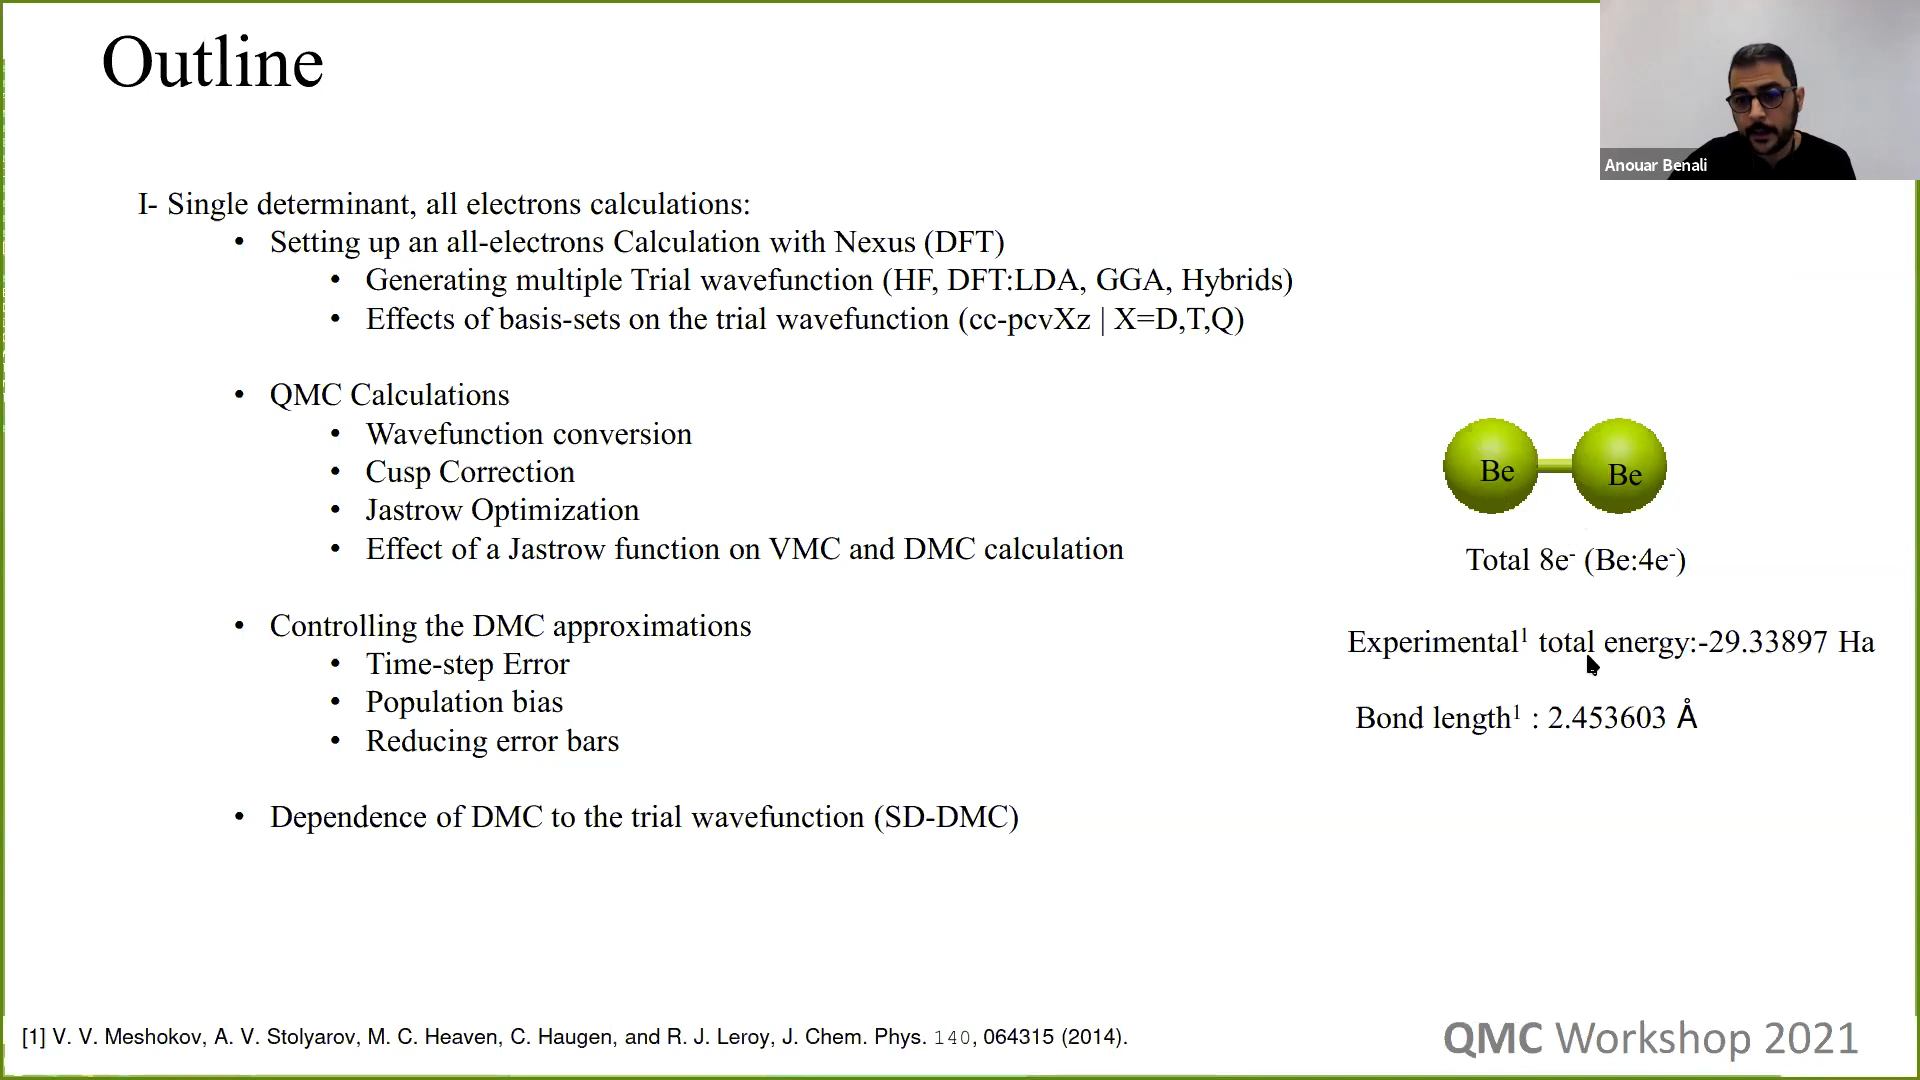 Outline
Anouar Benali
I- Single determinant, all electrons calculations:
• Setting up an all-electrons Calculation with Nexus (DFT)
• Generating multiple Trial wavefunction (HF, DFT:LDA, GGA, Hybrids)
• Effects of basis-sets on the trial wavefunction (cc-pcvXz | X=D,T,Q)
• QMC Calculations
• Wavefunction conversion
• Cusp Correction
• Jastrow Optimization
• Effect of a Jastrow function on VMC and DMC calculation
• Controlling the DMC approximations
• Time-step Error
• Population bias
• Reducing error bars
• Dependence of DMC to the trial wavefunction (SD-DMC)
Be Be
Total 8e⁻ (Be:4e⁻)
Experimental¹ total energy:-29.33897 Ha
Bond length¹ : 2.453603 Å
[1] V. V. Meshokov, A. V. Stolyarov, M. C. Heaven, C. Haugen, and R. J. Leroy, J. Chem. Phys. 140, 064315 (2014).
QMC Workshop 2021